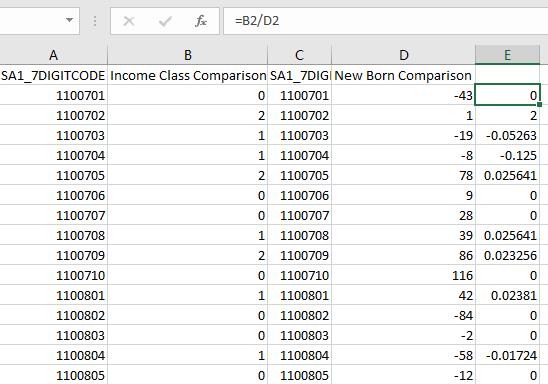 fx =B2/D2
A B C D E
SA1_7DIGITCODE Income Class Comparison SA1_7DIGI New Born Comparison
1100701 0 1100701 -43 0
1100702 2 1100702 1 2
1100703 1 1100703 -19 -0.05263
1100704 1 1100704 -8 -0.125
1100705 2 1100705 78 0.025641
1100706 0 1100706 9 0
1100707 0 1100707 28 0
1100708 1 1100708 39 0.025641
1100709 2 1100709 86 0.023256
1100710 0 1100710 116 0
1100801 1 1100801 42 0.02381
1100802 0 1100802 -84 0
1100803 0 1100803 -2 0
1100804 1 1100804 -58 -0.01724
1100805 0 1100805 -12 0